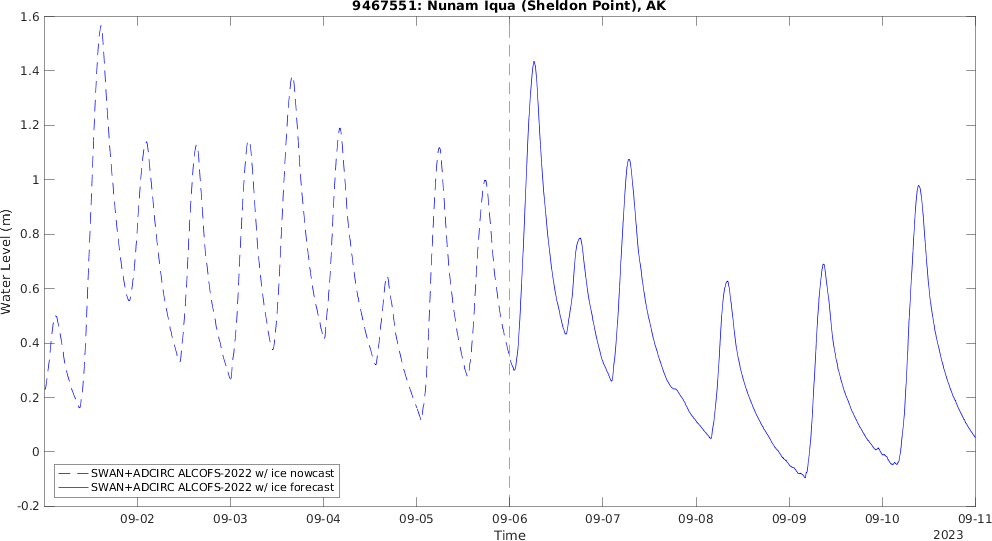 9467551: Nunam Iqua (Sheldon Point), AK
Water Level (m)
1.6
1.4
1.2
1
0.8
0.6
0.4
0.2
0
-0.2
SWAN+ADCIRC ALCOFS-2022 w/ ice nowcast
SWAN+ADCIRC ALCOFS-2022 w/ ice forecast
09-02 09-03 09-04 09-05 09-06 09-07 09-08 09-09 09-10 09-11
Time
2023